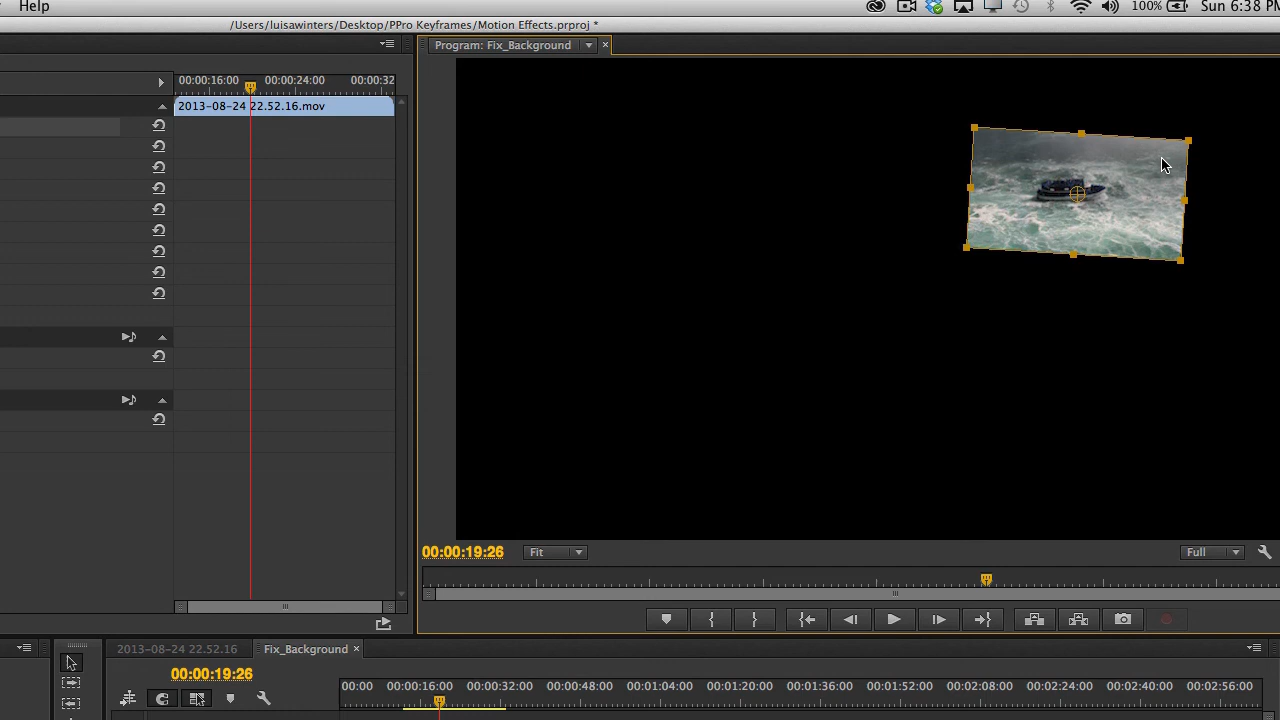 Help
100%
Sun 6:38 PM
/Users/luisawinters/Desktop/PPro Keyframes/Motion Effects.prproj *
Program: Fix_Background
00:00:16:00
00:00:24:00
00:00:32
2013-08-24 22.52.16.mov
00:00:19:26
Fit
Full
2013-08-24 22.52.16
Fix_Background
00:00:19:26
00:00
00:00:16:00
00:00:32:00
00:00:48:00
00:01:04:00
00:01:20:00
00:01:36:00
00:01:52:00
00:02:08:00
00:02:24:00
00:02:40:00
00:02:56:00